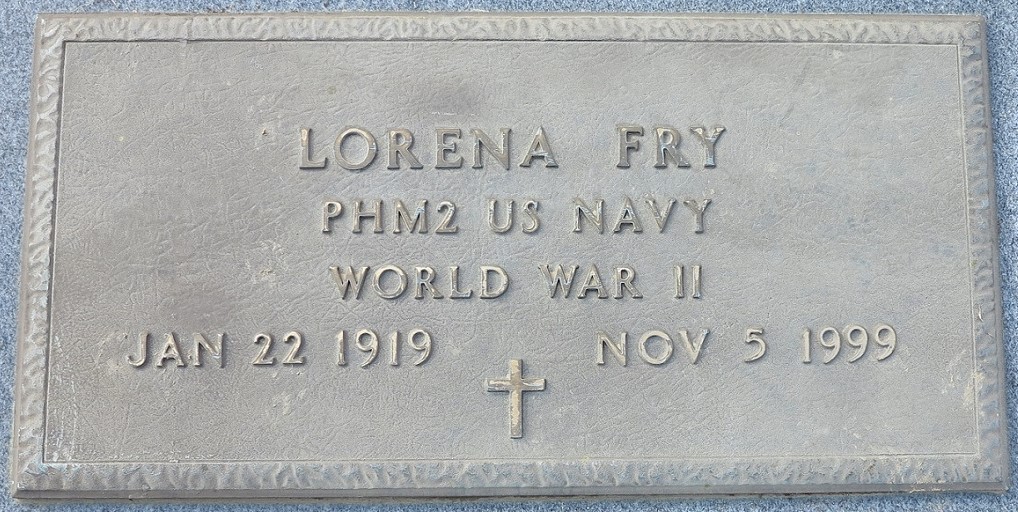 LORENA FRY
PHM2 US NAVY
WORLD WAR II
JAN 22 1919 NOV 5 1999